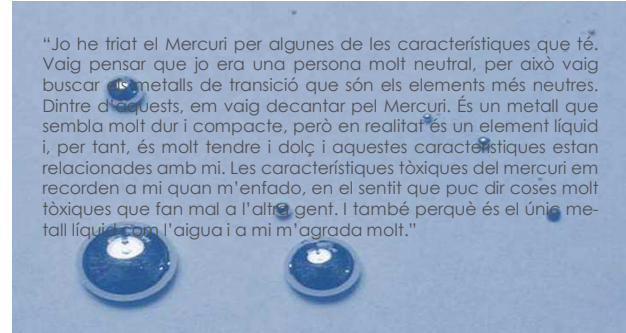 “Jo he triat el Mercuri per algunes de les característiques que té.
Vaig pensar que jo era una persona molt neutral, per això vaig
buscar els metalls de transició que són els elements més neutres.
Dintre d’aquests, em vaig decantar pel Mercuri. És un metall que
sembla molt dur i compacte, però en realitat és un element líquid
i, per tant, és molt tendre i dolç i aquestes característiques estan
relacionades amb mi. Les característiques tòxiques del mercuri em
recorden a mi quan m’enfado, en el sentit que puc dir coses molt
tòxiques que fan mal a l’altra gent. I també perquè és el únic me-
tall líquid com l’aigua i a mi m’agrada molt.”